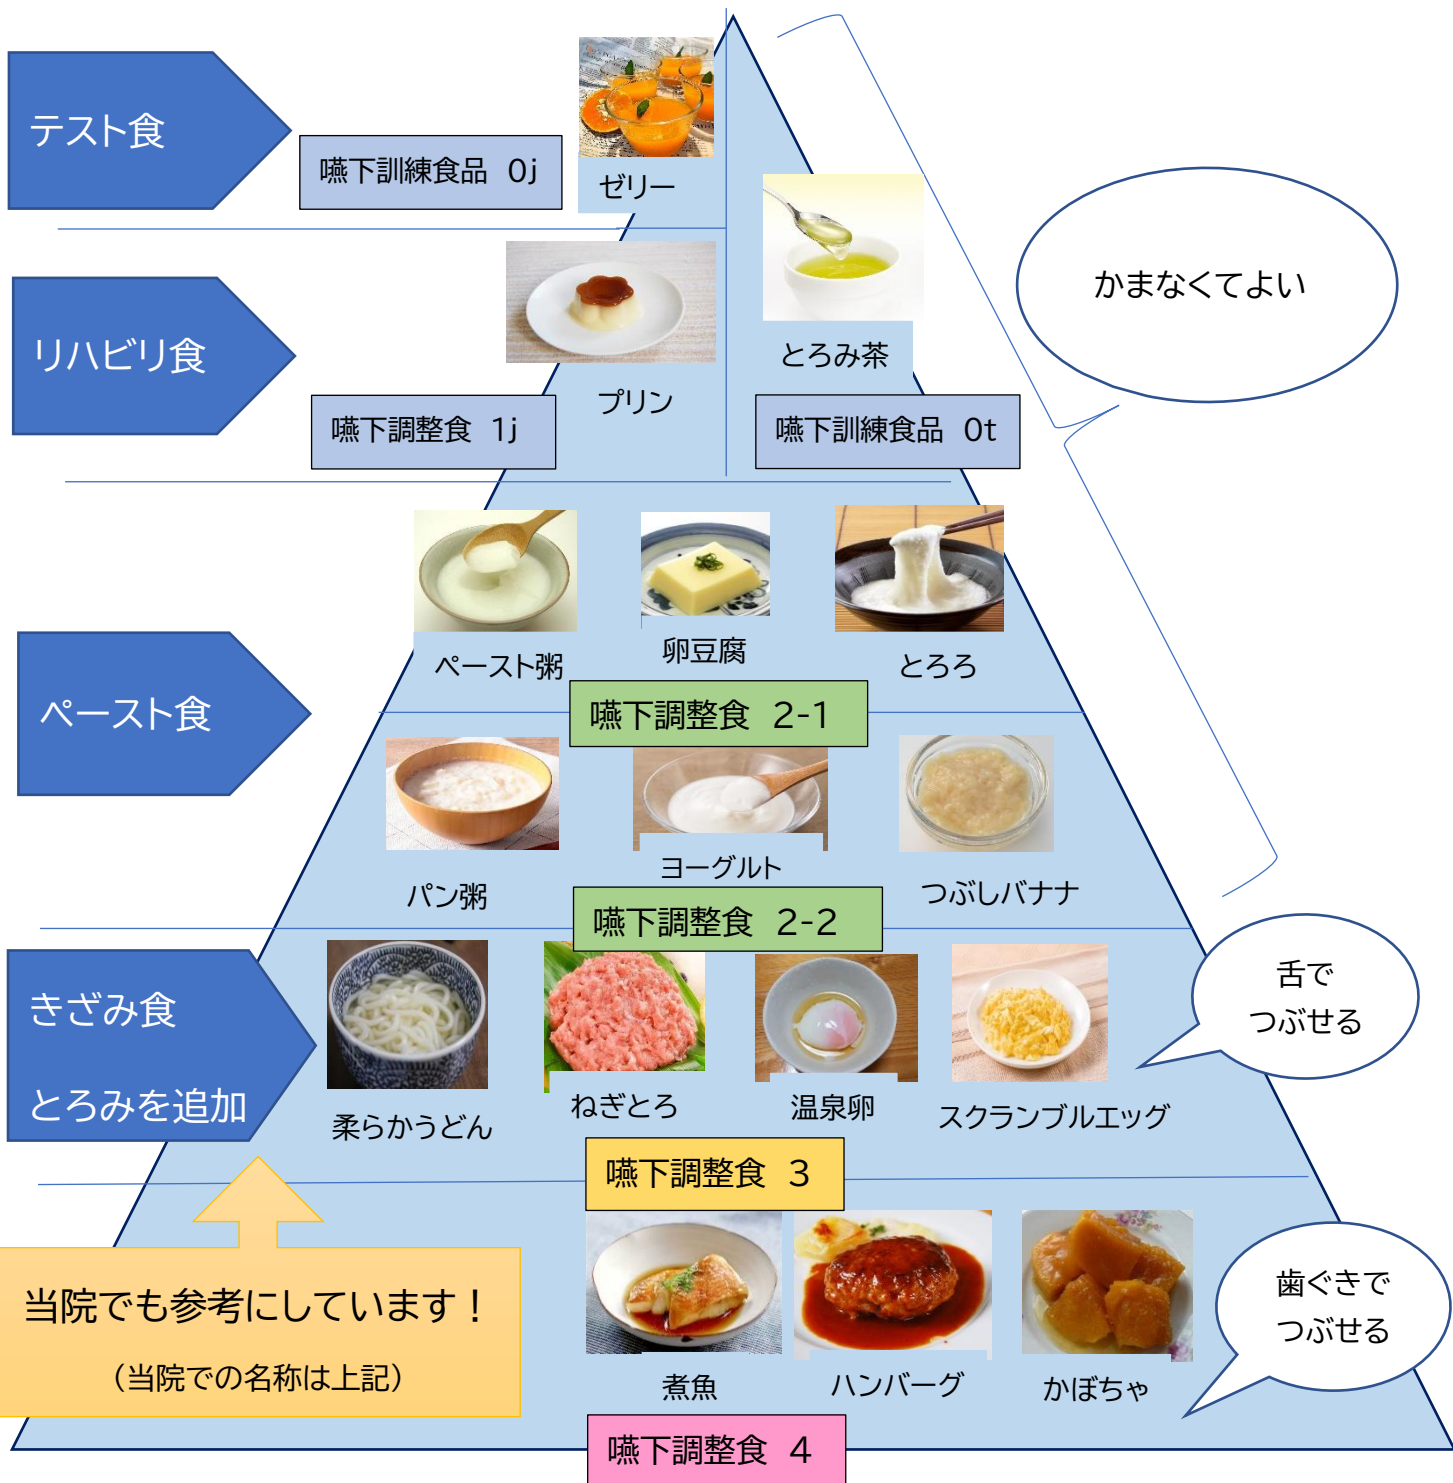 テスト食
嚥下訓練食品 0j
ゼリー
リハビリ食
プリン
嚥下調整食 1j
とろみ茶
嚥下訓練食品 0t
かまなくてよい
ペースト食
ペースト粥
卵豆腐
とろろ
嚥下調整食 2-1
パン粥
ヨーグルト
つぶしバナナ
嚥下調整食 2-2
きざみ食
とろみを追加
柔らかうどん
ねぎとろ
温泉卵
スクランブルエッグ
舌で
つぶせる
嚥下調整食 3
当院でも参考にしています！
（当院での名称は上記）
煮魚
ハンバーグ
かぼちゃ
歯ぐきで
つぶせる
嚥下調整食 4